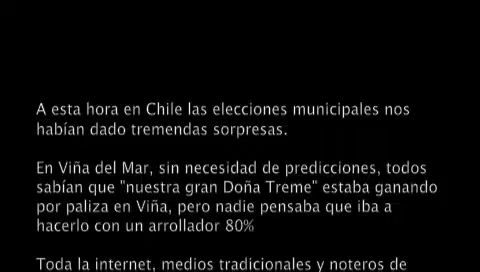 A esta hora en Chile las elecciones municipales nos
habían dado tremendas sorpresas.
En Viña del Mar, sin necesidad de predicciones, todos
sabían que "nuestra gran Doña Treme" estaba ganando
por paliza en Viña, pero nadie pensaba que iba a
hacerlo con un arrollador 80%
Toda la internet, medios tradicionales y noteros de